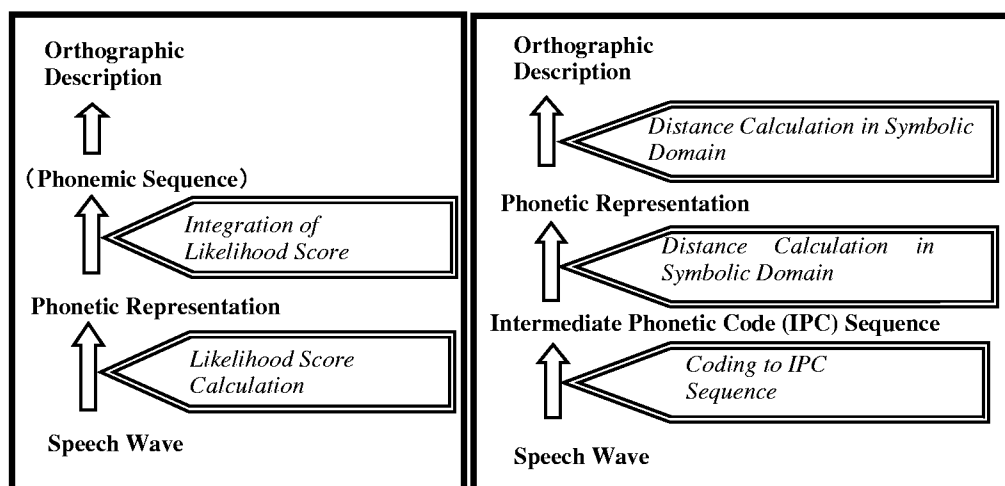 Orthographic
Description
（Phonemic Sequence）
Integration of
Likelihood Score
Phonetic Representation
Likelihood Score
Calculation
Speech Wave
Orthographic
Description
Distance Calculation in Symbolic
Domain
Phonetic Representation
Distance Calculation in
Symbolic Domain
Intermediate Phonetic Code (IPC) Sequence
Coding to IPC
Sequence
Speech Wave